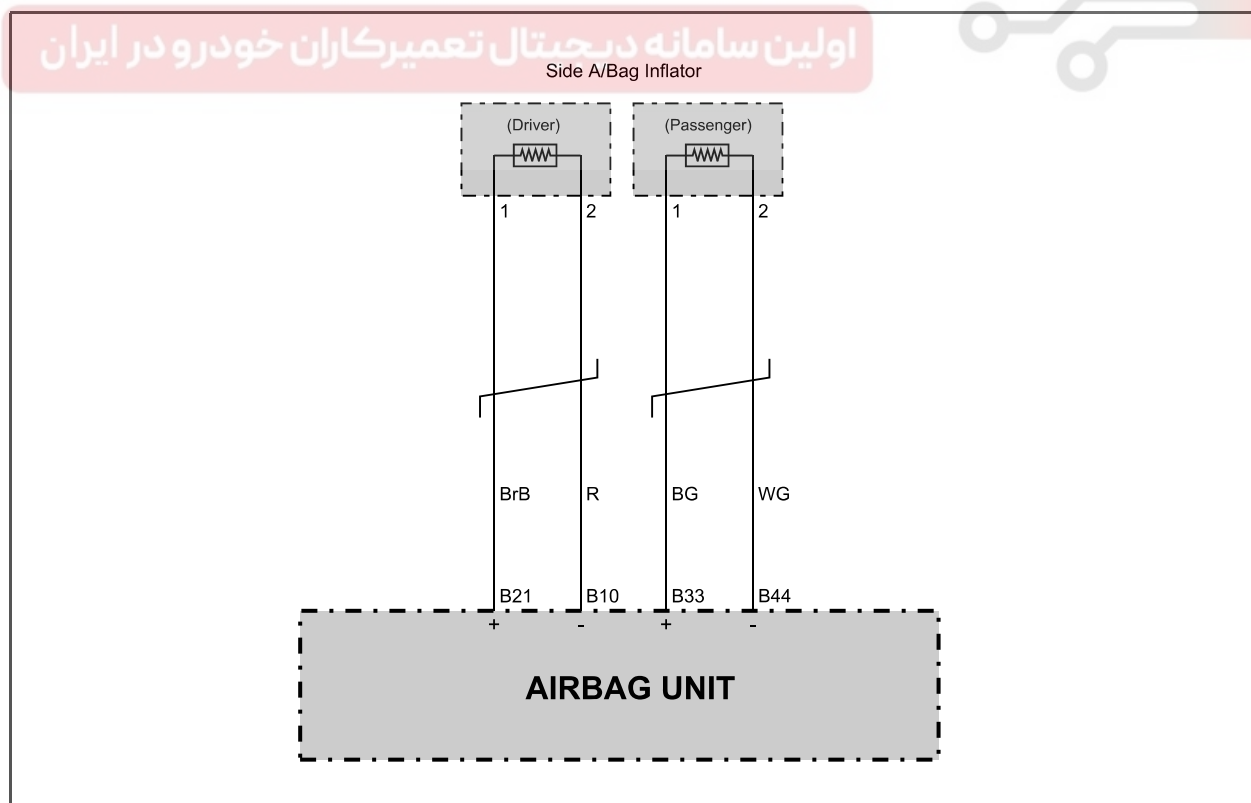 اولین سامانه دیجیتال تعمیرکاران خودرو در ایران
Side A/Bag Inflator
(Driver) (Passenger)
1 2 1 2
BrB R BG WG
B21 B10 B33 B44
+ - + -
AIRBAG UNIT